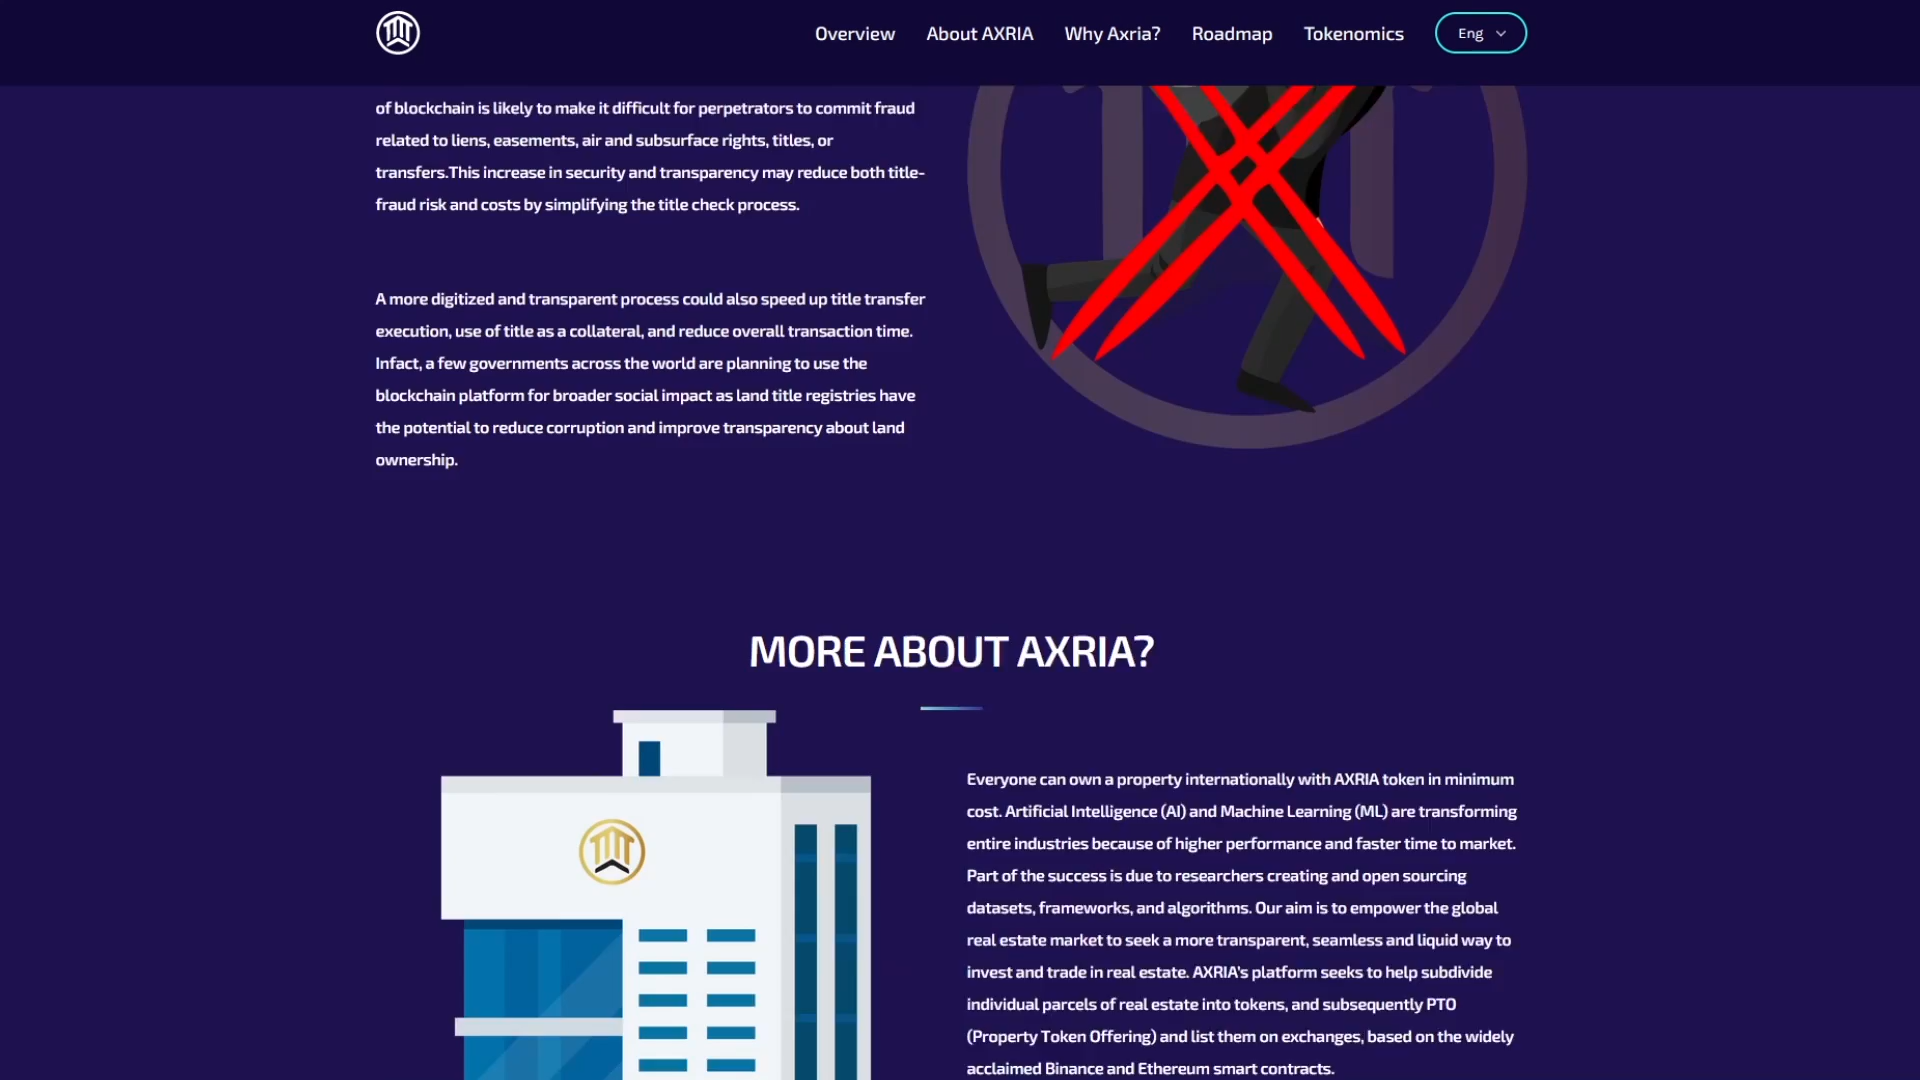 Overview About AXRIA Why Axria? Roadmap Tokenomics Eng
of blockchain is likely to make it difficult for perpetrators to commit fraud
related to liens, easements, air and subsurface rights, titles, or
transfers.This increase in security and transparency may reduce both title-
fraud risk and costs by simplifying the title check process.
A more digitized and transparent process could also speed up title transfer
execution, use of title as a collateral, and reduce overall transaction time.
Infact, a few governments across the world are planning to use the
blockchain platform for broader social impact as land title registries have
the potential to reduce corruption and improve transparency about land
ownership.
MORE ABOUT AXRIA?
Everyone can own a property internationally with AXRIA token in minimum
cost. Artificial Intelligence (AI) and Machine Learning (ML) are transforming
entire industries because of higher performance and faster time to market.
Part of the success is due to researchers creating and open sourcing
datasets, frameworks, and algorithms. Our aim is to empower the global
real estate market to seek a more transparent, seamless and liquid way to
invest and trade in real estate. AXRIA's platform seeks to help subdivide
individual parcels of real estate into tokens, and subsequently PTO
(Property Token Offering) and list them on exchanges, based on the widely
acclaimed Binance and Ethereum smart contracts.